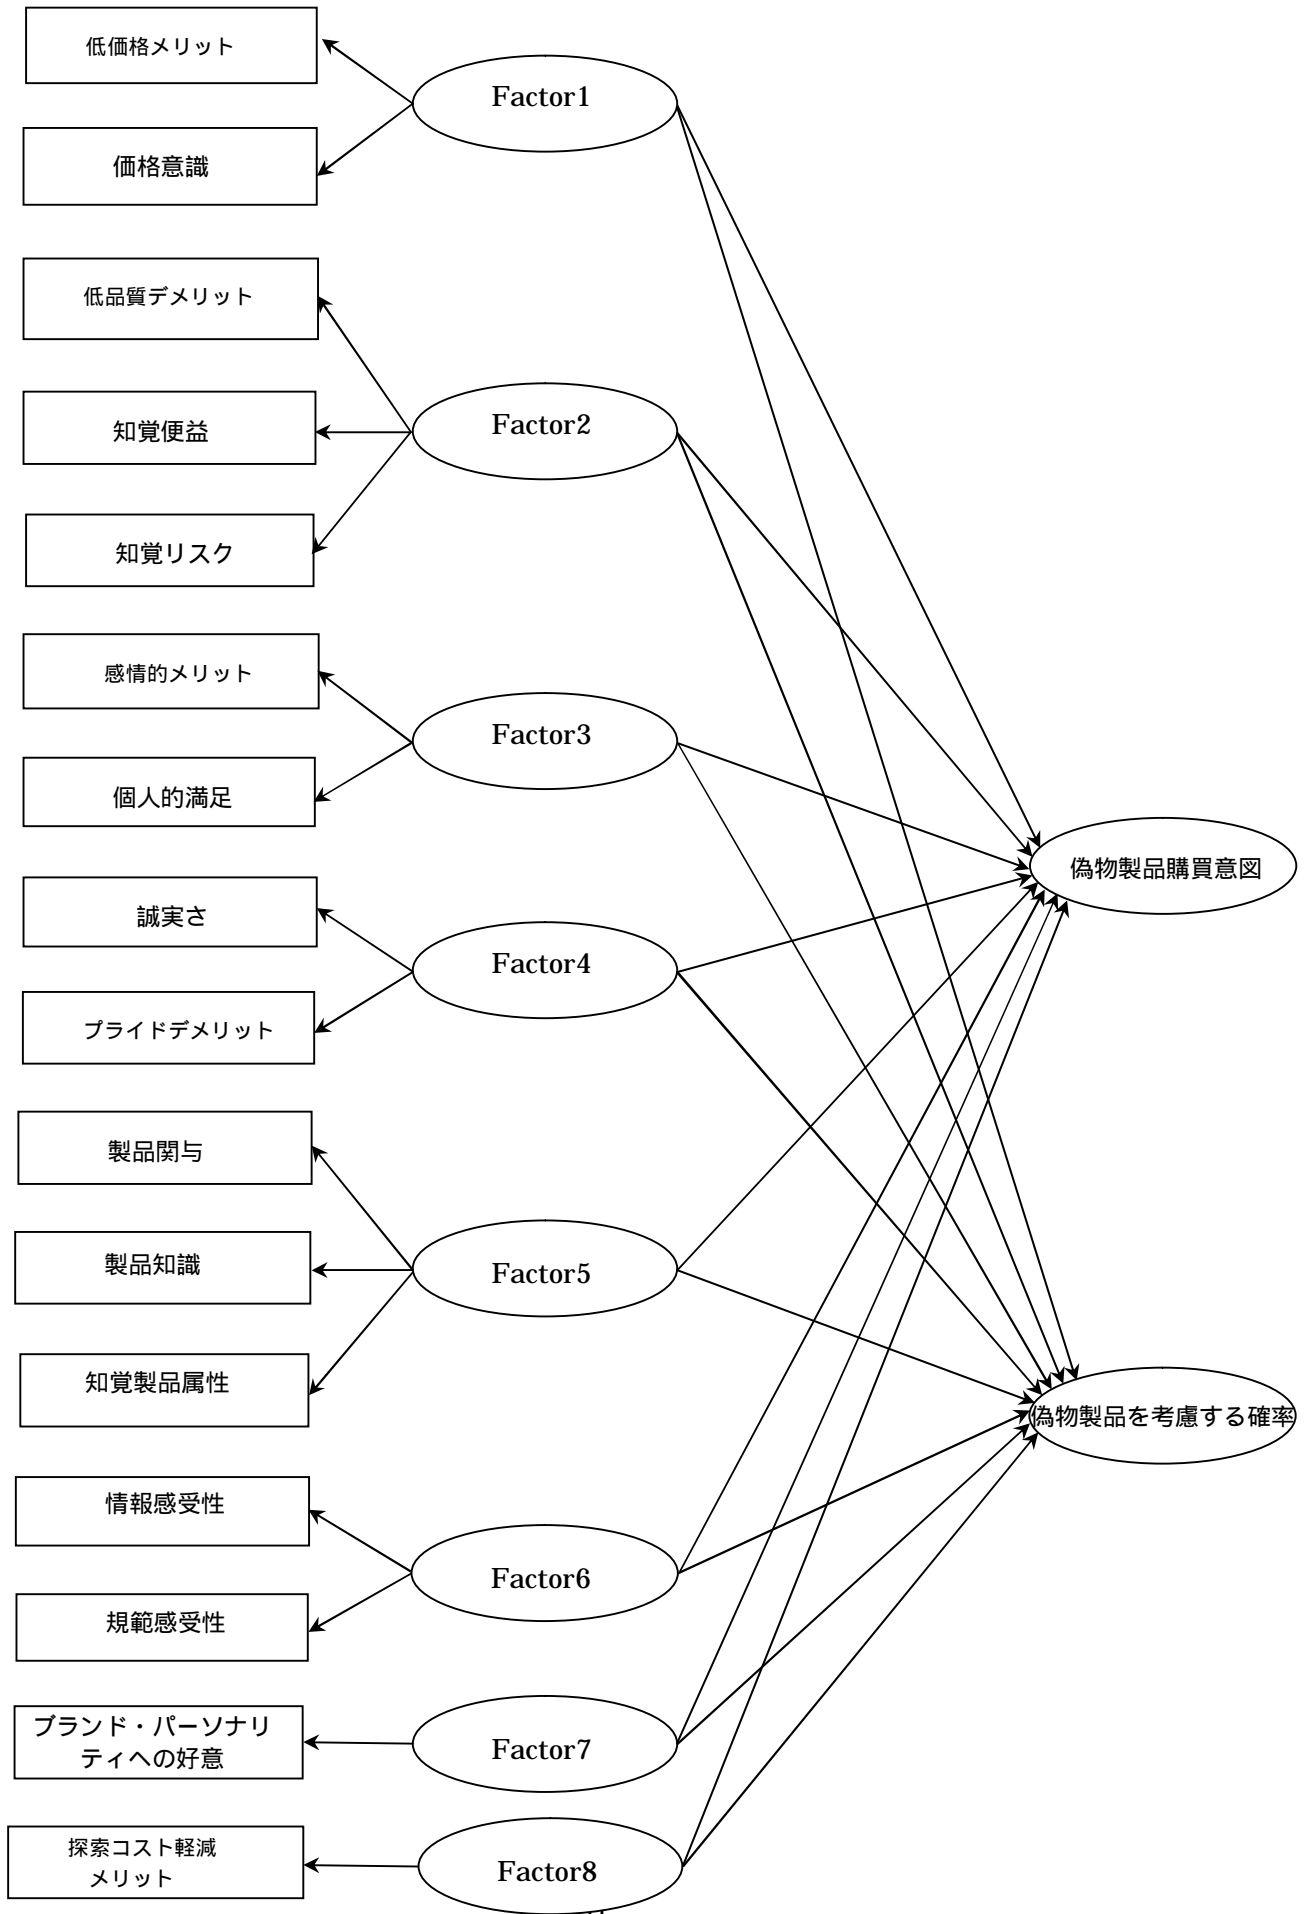 低価格メリット
Factor1
価格意識
低品質デメリット
知覚便益
Factor2
知覚リスク
感情的メリット
Factor3
個人的満足
偽物製品購買意図
誠実さ
Factor4
プライドデメリット
製品関与
製品知識
Factor5
知覚製品属性
偽物製品を考慮する確率
情報感受性
Factor6
規範感受性
ブランド・パーソナリ
ティへの好意
Factor7
探索コスト軽減
メリット
Factor8